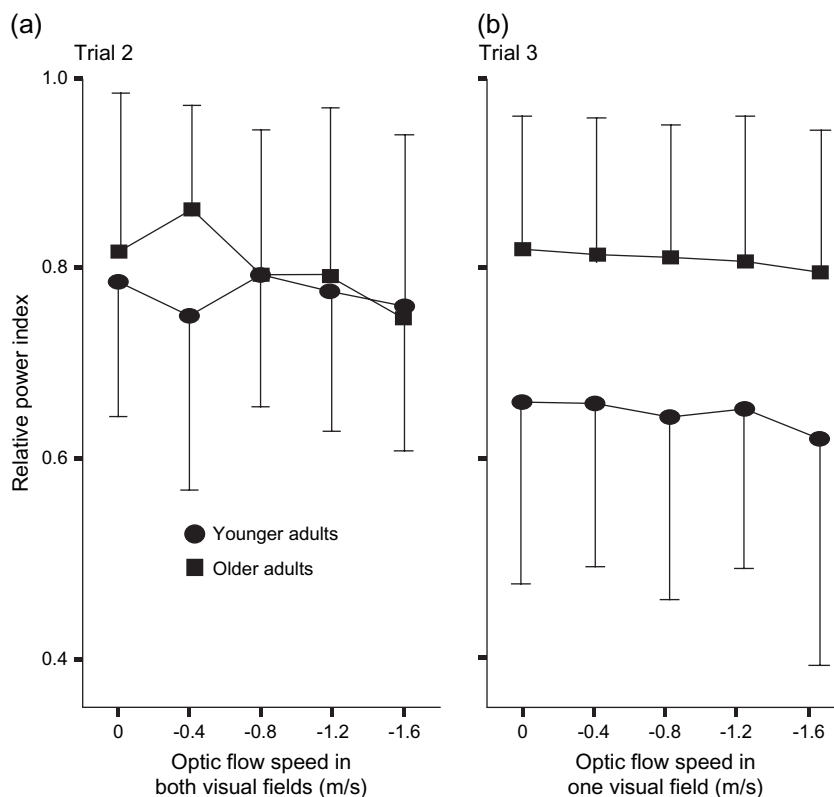 (a)
Trial 2
1.0
0.8
0.6
0.4
Relative power index
Younger adults
Older adults
0 -0.4 -0.8 -1.2 -1.6
Optic flow speed in
both visual fields (m/s)
(b)
Trial 3
0 -0.4 -0.8 -1.2 -1.6
Optic flow speed in
one visual field (m/s)